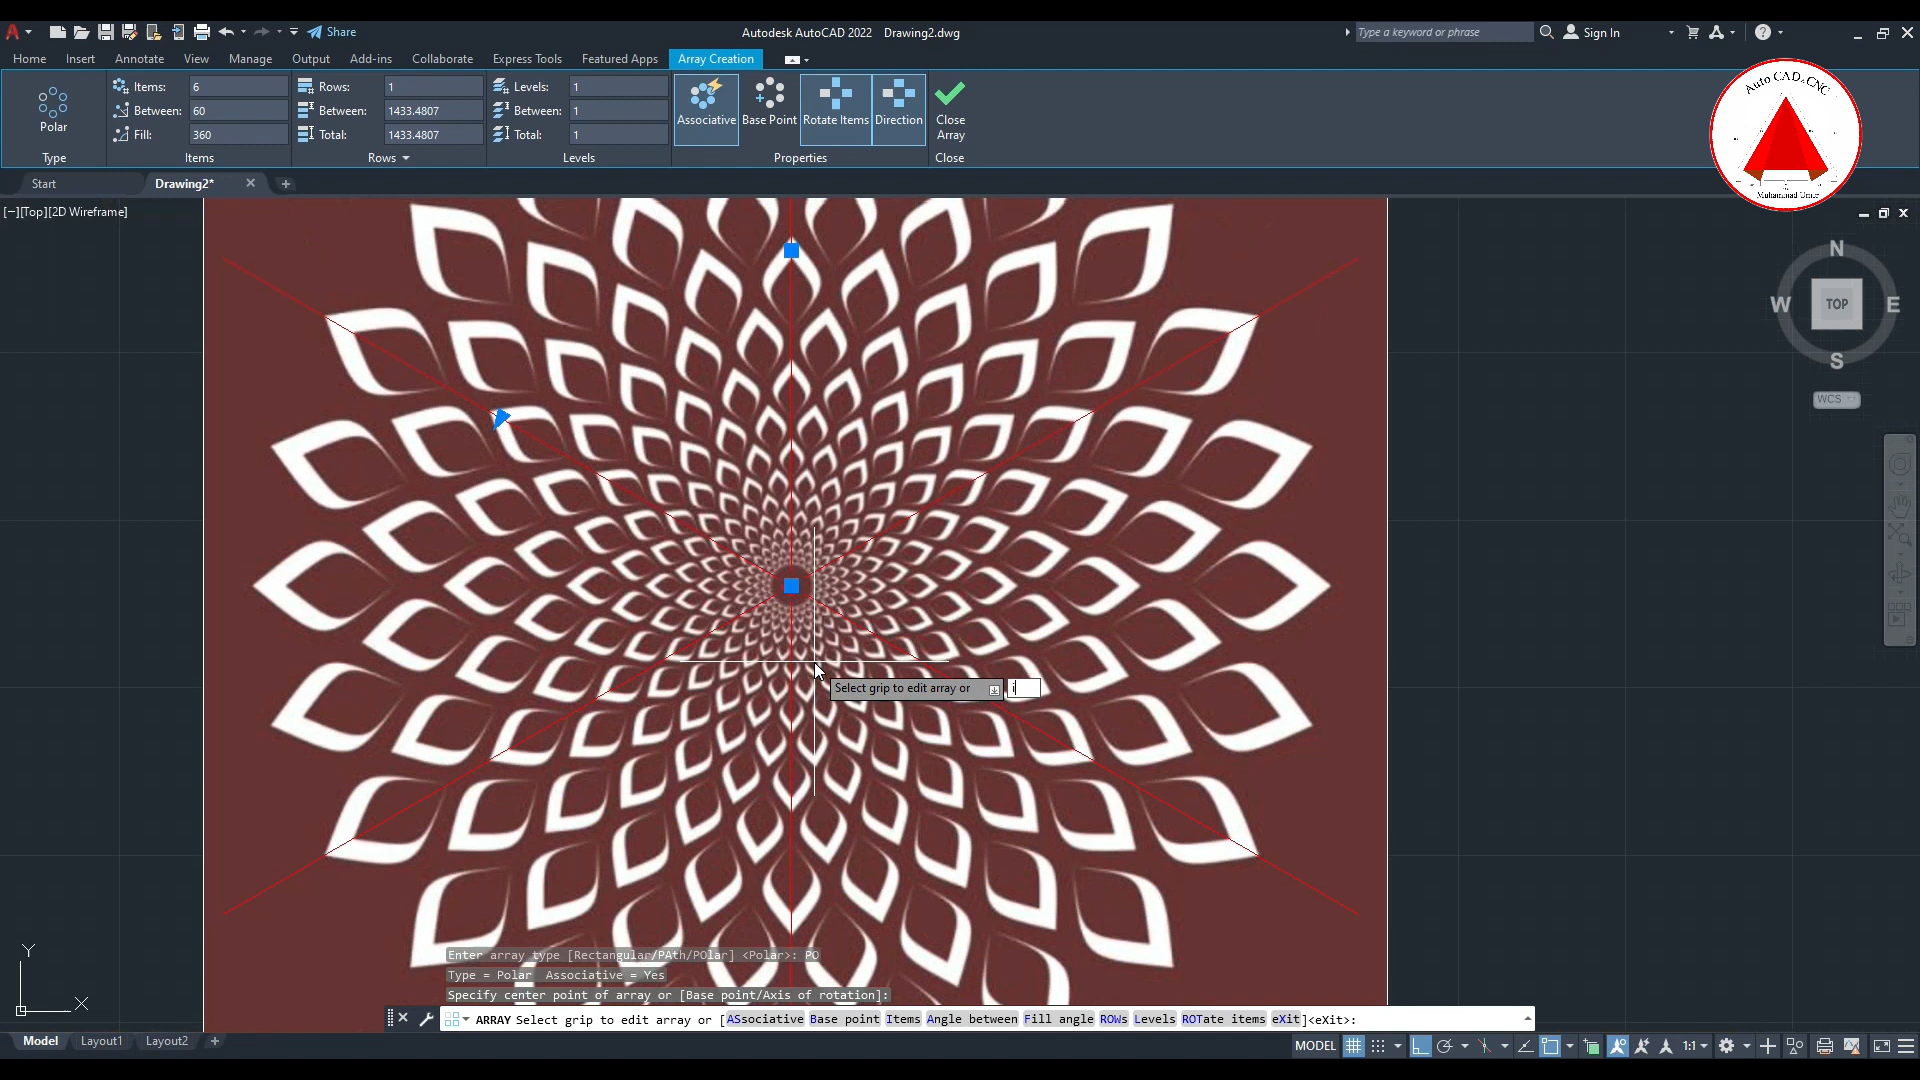 Share
Autodesk AutoCAD 2022 Drawing2.dwg
Type a keyword or phrase
Sign In
Home Insert Annotate View Manage Output Add-ins Collaborate Express Tools Featured Apps Array Creation
Polar
Items: 6
Between: 60
Fill: 360
Rows: 1
Between: 1433.4807
Total: 1433.4807
Levels: 1
Between: 1
Total: 1
Associative Base Point Rotate Items Direction
Close Array
Type Items Rows Levels Properties Close
Auto CAD & CNC
Muhammad Umer
Start Drawing2*
[−][Top][2D Wireframe]
N
W TOP E
S
WCS
Select grip to edit array or i
Y
X
Enter array type [Rectangular/PAth/POlar] <Polar>: PO
Type = Polar Associative = Yes
Specify center point of array or [Base point/Axis of rotation]:
ARRAY Select grip to edit array or [ASsociative Base point Items Angle between Fill angle ROWs Levels ROTate items eXit]<eXit>:
Model Layout1 Layout2
MODEL 1:1